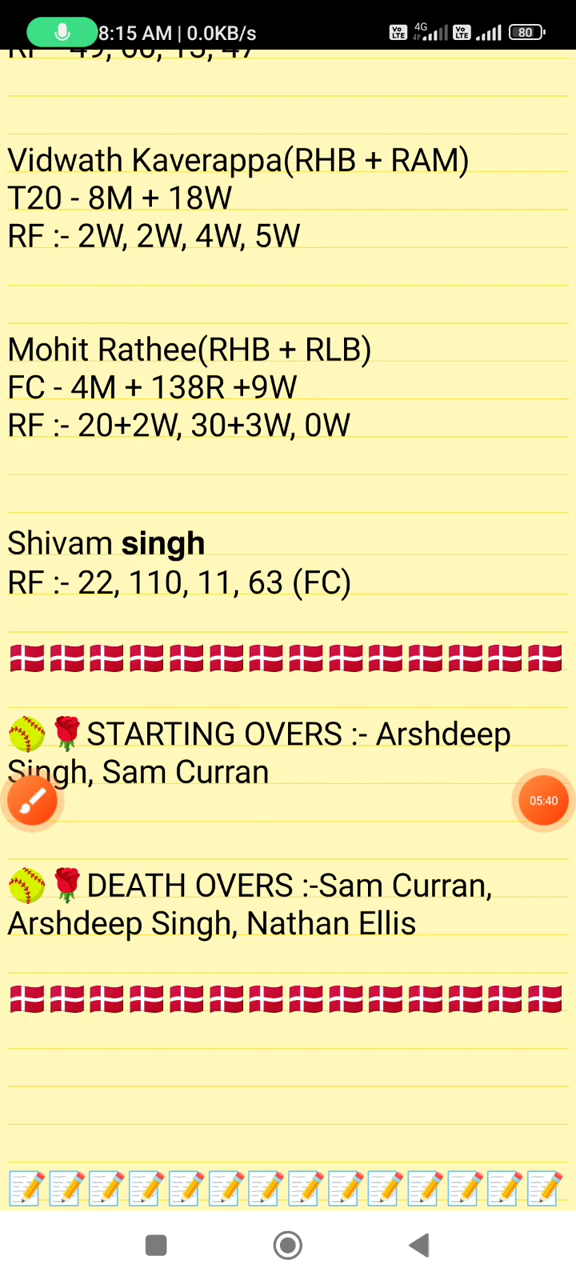 8:15 AM | 0.0KB/s
4G
80
Vidwath Kaverappa(RHB + RAM)
T20 - 8M + 18W
RF :- 2W, 2W, 4W, 5W
Mohit Rathee(RHB + RLB)
FC - 4M + 138R +9W
RF :- 20+2W, 30+3W, 0W
Shivam singh
RF :- 22, 110, 11, 63 (FC)
STARTING OVERS :- Arshdeep
Singh, Sam Curran
05:40
DEATH OVERS :-Sam Curran,
Arshdeep Singh, Nathan Ellis